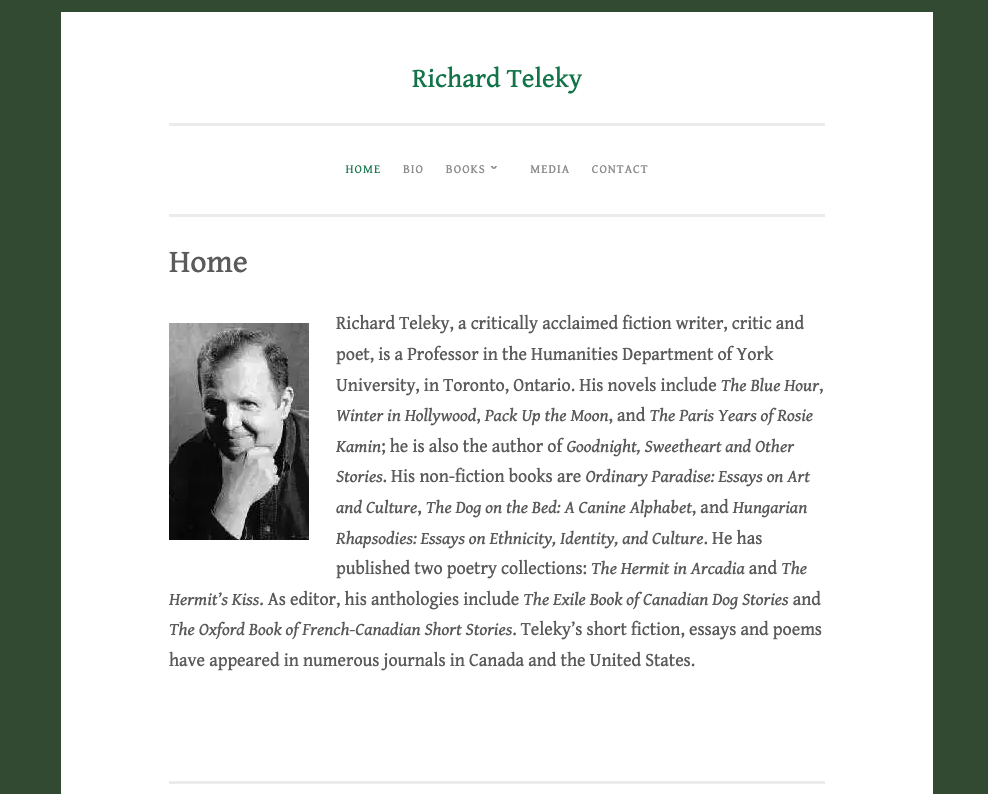 Richard Teleky
HOME BIO BOOKS MEDIA CONTACT
Home
Richard Teleky, a critically acclaimed fiction writer, critic and
poet, is a Professor in the Humanities Department of York
University, in Toronto, Ontario. His novels include The Blue Hour,
Winter in Hollywood, Pack Up the Moon, and The Paris Years of Rosie
Kamin; he is also the author of Goodnight, Sweetheart and Other
Stories. His non-fiction books are Ordinary Paradise: Essays on Art
and Culture, The Dog on the Bed: A Canine Alphabet, and Hungarian
Rhapsodies: Essays on Ethnicity, Identity, and Culture. He has
published two poetry collections: The Hermit in Arcadia and The
Hermit’s Kiss. As editor, his anthologies include The Exile Book of Canadian Dog Stories and
The Oxford Book of French-Canadian Short Stories. Teleky’s short fiction, essays and poems
have appeared in numerous journals in Canada and the United States.